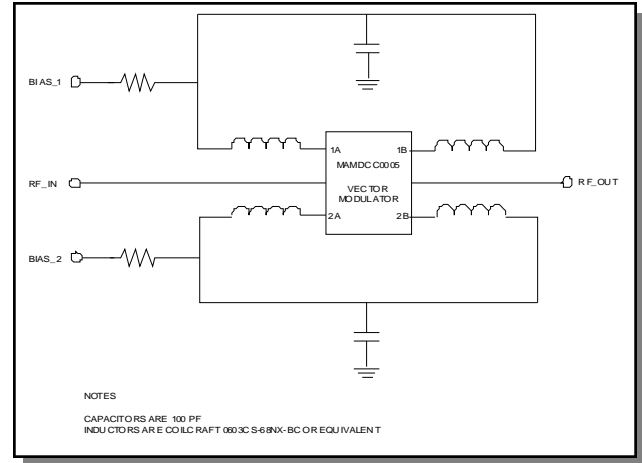 BIAS_1
1A
1B
MAMDCC0005
RF_IN
RF_OUT
VECTOR
MODULATOR
2A
2B
BIAS_2
NOTES
CAPACITORS ARE 100 PF
INDUCTORS ARE COILCRAFT 0603CS-68NX-BC OR EQUIVALENT